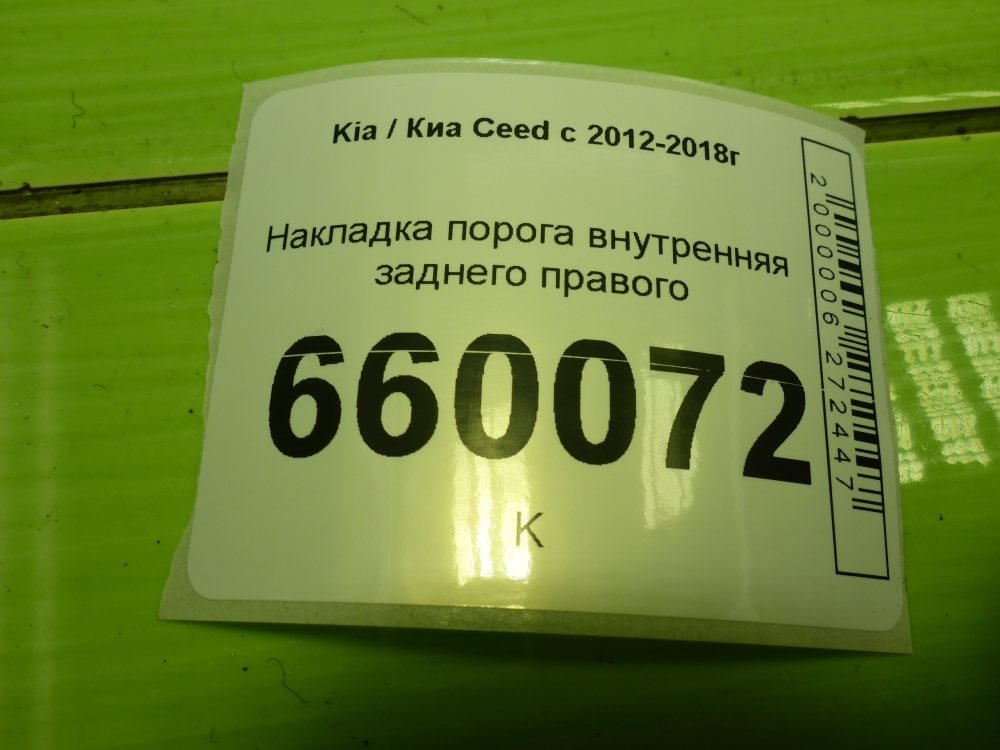 Kia / Киа Ceed с 2012-2018г
Накладка порога внутренняя
заднего правого
660072
К
2000006272447